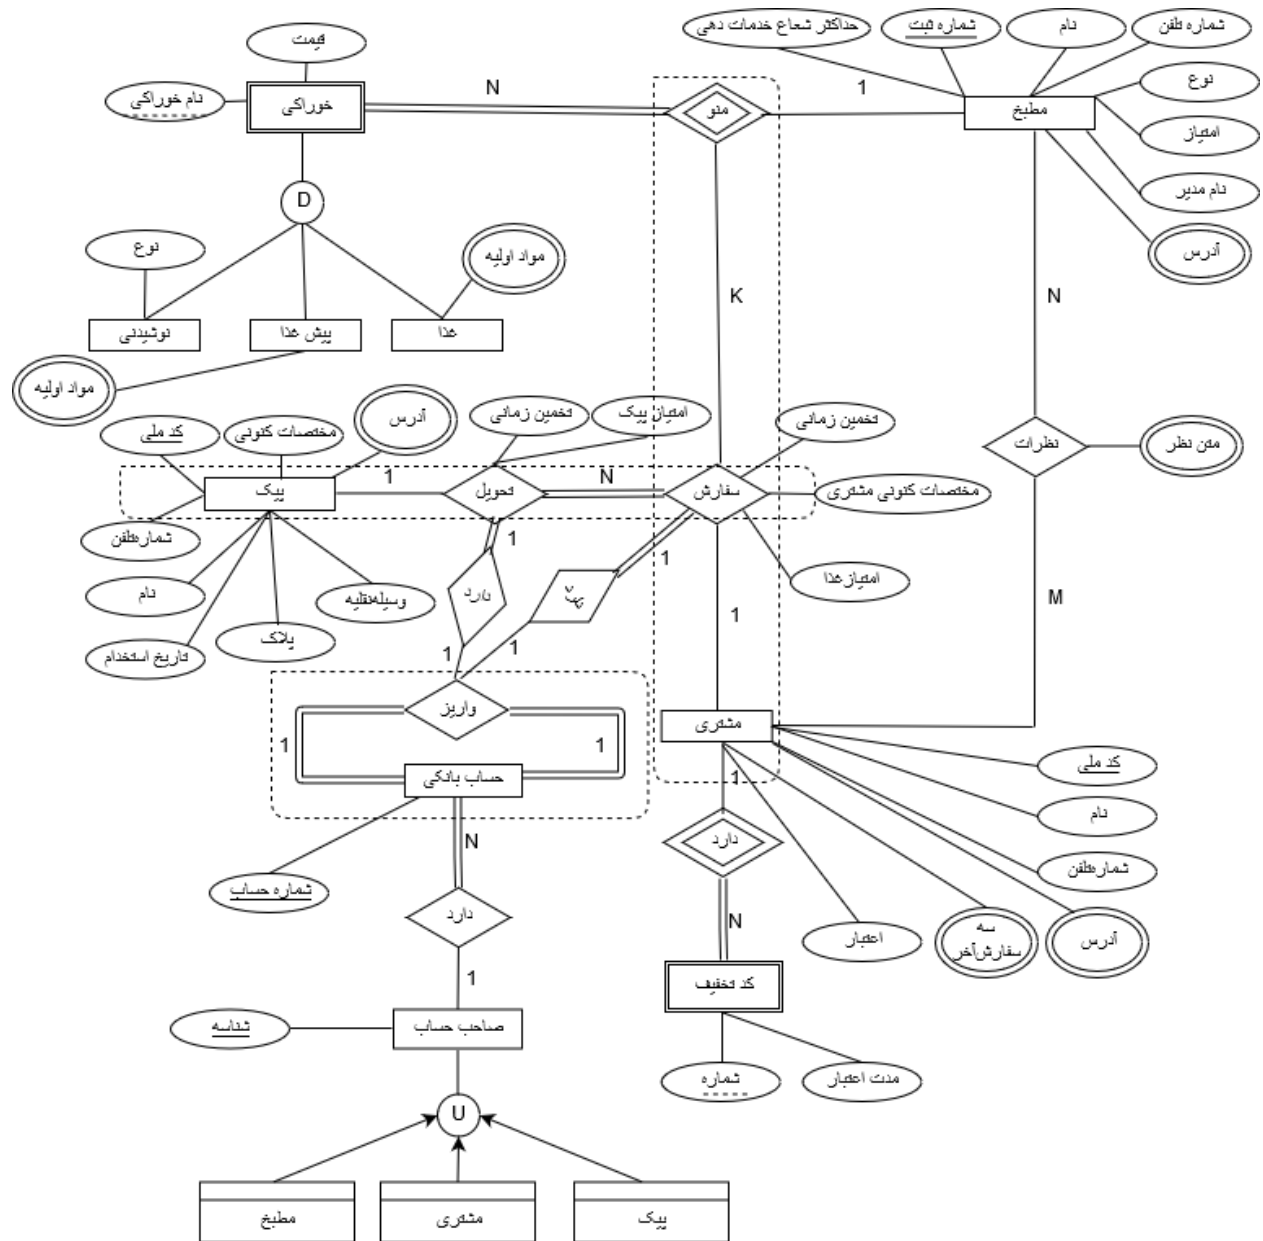 قیمت
حداکثر شعاع خدمات دهی
شماره ثبت
نام
شماره تلفن
نام خوراکی
خوراکی
N
منو
1
مطبخ
نوع
امتیاز
نام مدیر
آدرس
D
نوع
مواد اولیه
K
N
نوشیدنی
پیش غذا
غذا
مواد اولیه
آدرس
تخمین زمانی
امتیاز پیک
تخمین زمانی
کد ملی
مختصات کنونی
نظرات
متن نظر
پیک
1
تحویل
N
سفارش
مختصات کنونی مشتری
شماره‌تلفن
1
1
امتیاز غذا
نام
وسیله‌نقلیه
دارد
M
پلاک
1
تاریخ استخدام
1
1
واریز
مشتری
1
1
حساب بانکی
1
کد ملی
نام
شماره حساب
N
دارد
شماره‌تلفن
دارد
N
اعتبار
سه
سفارش‌آخر
آدرس
1
کد تخفیف
شناسه
صاحب حساب
شماره
مدت اعتبار
U
مطبخ
مشتری
پیک